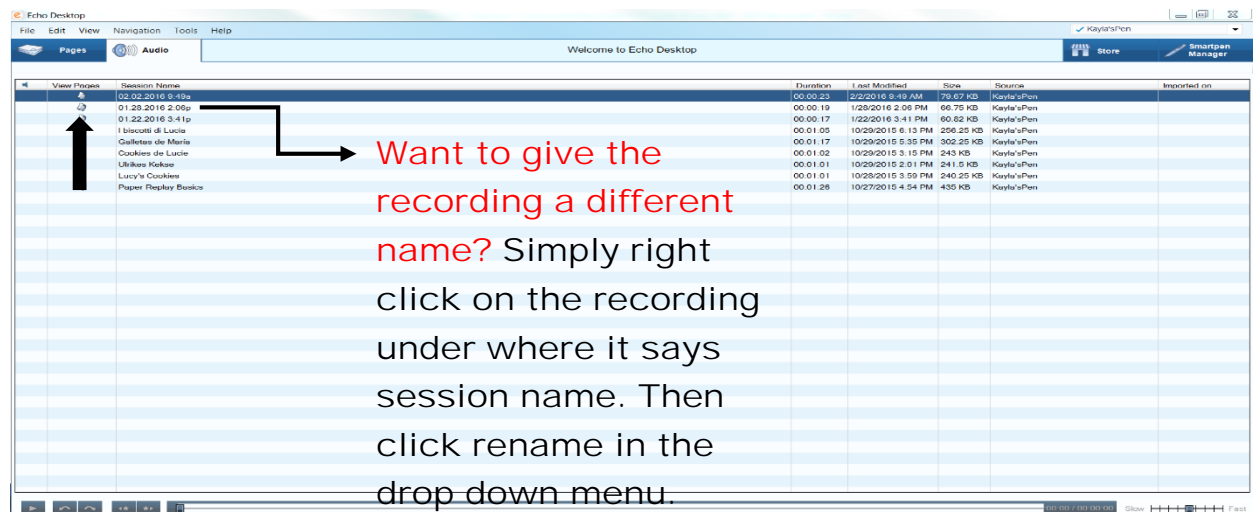 Echo Desktop
File Edit View Navigation Tools Help
Kayla'sPen
Pages Audio Welcome to Echo Desktop Store Smartpen Manager
View Pages Session Name Duration Last Modified Size Source Imported on
02.02.2016 9:49a 00:00:23 2/2/2016 9:49 AM 79.67 KB Kayla'sPen
01.28.2016 2:06p 00:00:19 1/28/2016 2:06 PM 66.75 KB Kayla'sPen
01.22.2016 3:41p 00:00:17 1/22/2016 3:41 PM 60.82 KB Kayla'sPen
I biscotti di Lucia 00:01:05 10/29/2015 6:13 PM 256.25 KB Kayla'sPen
Galletas de Maria 00:01:17 10/29/2015 5:35 PM 302.25 KB Kayla'sPen
Cookies de Lucie 00:01:02 10/29/2015 3:15 PM 243 KB Kayla'sPen
Ulrikes Kekse 00:01:01 10/29/2015 2:01 PM 241.5 KB Kayla'sPen
Lucy's Cookies 00:01:01 10/28/2015 3:59 PM 240.25 KB Kayla'sPen
Paper Replay Basics 00:01:26 10/27/2015 4:54 PM 435 KB Kayla'sPen
Want to give the
recording a different
name? Simply right
click on the recording
under where it says
session name. Then
click rename in the
drop down menu.
00:00 / 00:00:00 Slow Fast